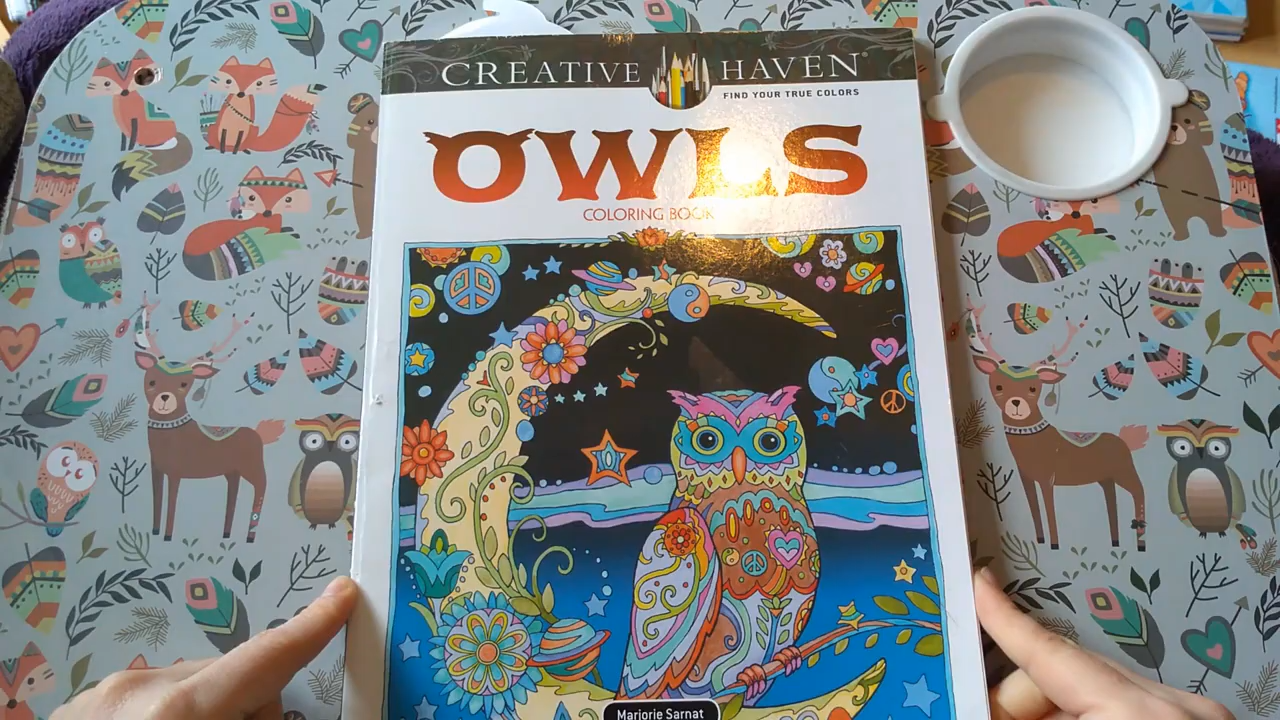 CREATIVE HAVEN®
FIND YOUR TRUE COLORS
OWLS
COLORING BOOK
Marjorie Sarnat